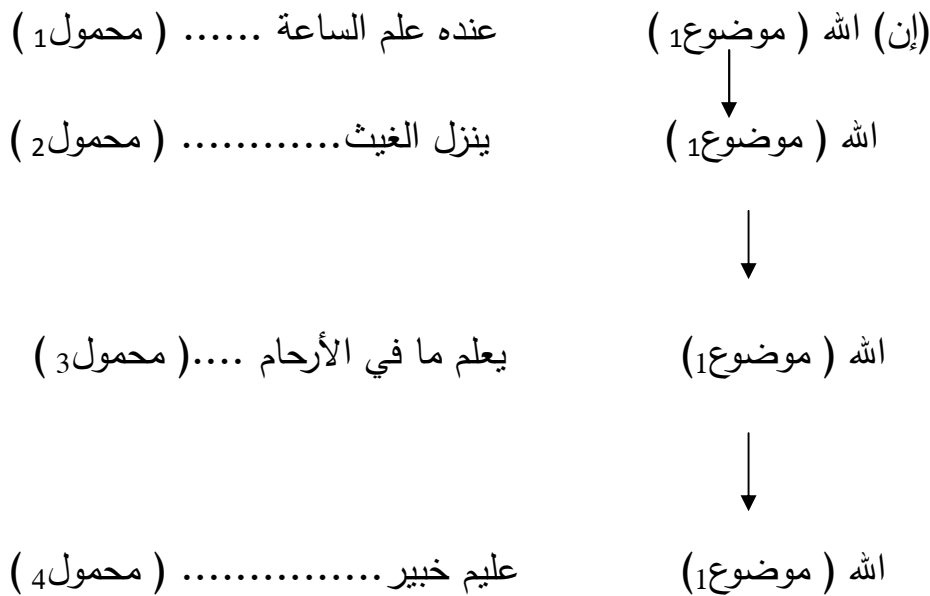 (إن) الله ( موضوع1 ) عنده علم الساعة ...... ( محمول1 )
الله ( موضوع1 ) ينزل الغيث............ ( محمول2 )
الله ( موضوع1) يعلم ما في الأرحام ....( محمول3 )
الله ( موضوع1) عليم خبير............... ( محمول4 )